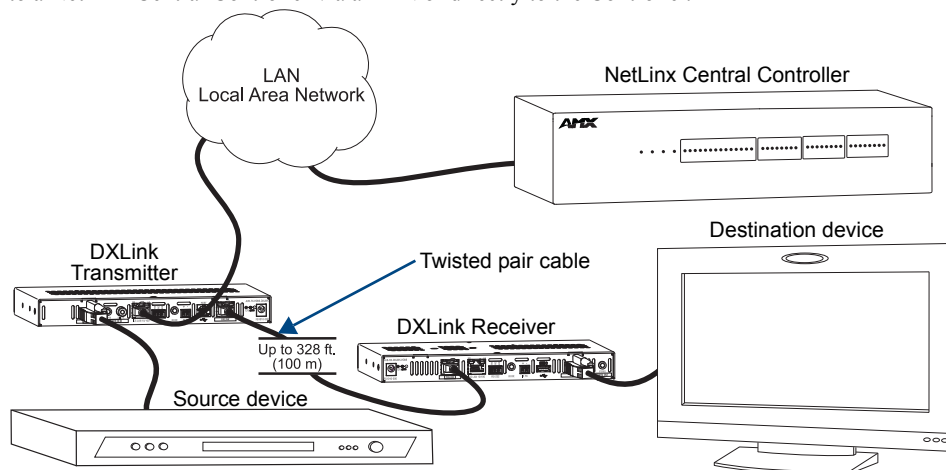 LAN
Local Area Network
NetLinx Central Controller
AMX
Destination device
DXLink
Transmitter
Twisted pair cable
DXLink Receiver
Up to 328 ft.
(100 m)
Source device